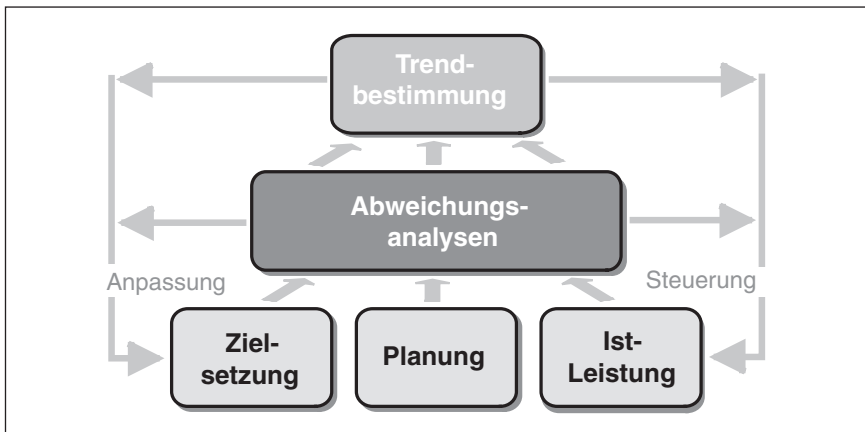 Trend-
bestimmung
Abweichungs-
analysen
Anpassung
Steuerung
Ziel-
setzung
Planung
Ist-
Leistung